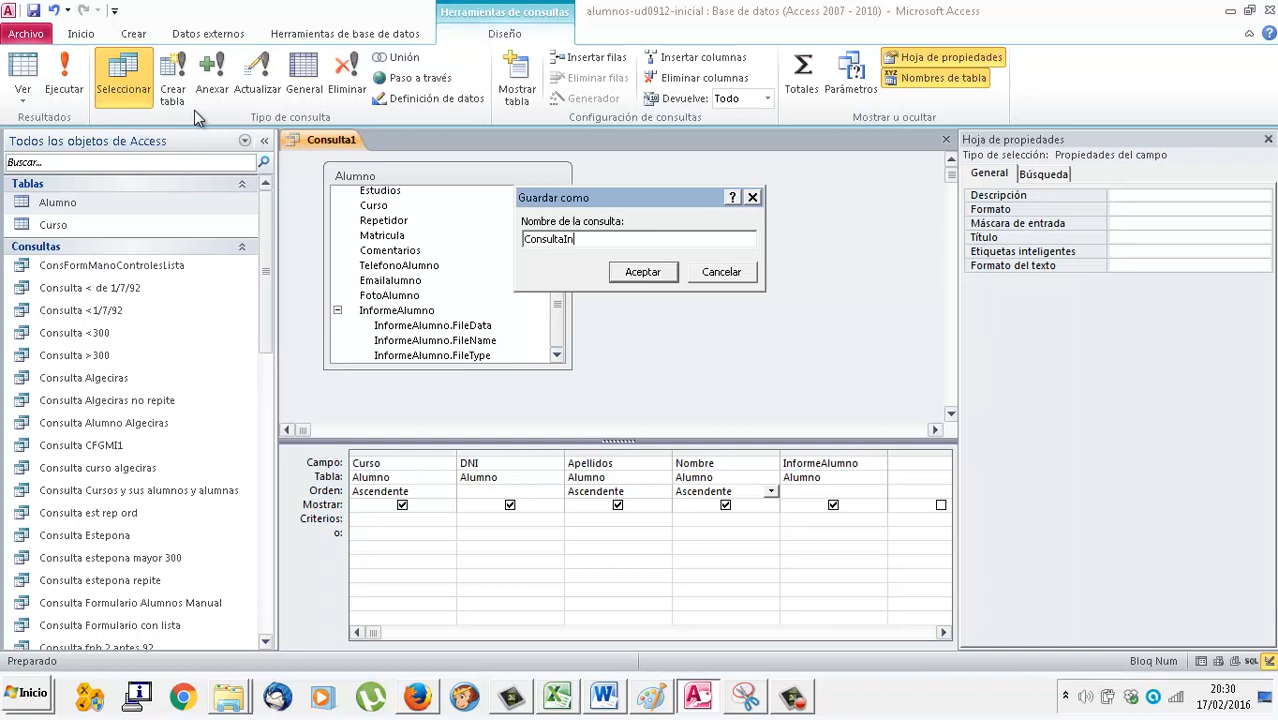 Herramientas de consultas
alumnos-ud0912-inicial : Base de datos (Access 2007 - 2010) - Microsoft Access
Archivo
Inicio
Crear
Datos externos
Herramientas de base de datos
Diseño
Ver
Ejecutar
Seleccionar
Crear tabla
Anexar
Actualizar
General
Eliminar
Unión
Paso a través
Definición de datos
Mostrar tabla
Insertar filas
Eliminar filas
Generador
Insertar columnas
Eliminar columnas
Devuelve: Todo
Totales
Parámetros
Hoja de propiedades
Nombres de tabla
Resultados
Tipo de consulta
Configuración de consultas
Mostrar u ocultar
Todos los objetos de Access
Buscar...
Tablas
Alumno
Curso
Consultas
ConsFormManoControlesLista
Consulta < de 1/7/92
Consulta <1/7/92
Consulta <300
Consulta >300
Consulta Algeciras
Consulta Algeciras no repite
Consulta Alumno Algeciras
Consulta CFGMI1
Consulta curso algeciras
Consulta Cursos y sus alumnos y alumnas
Consulta est rep ord
Consulta Estepona
Consulta estepona mayor 300
Consulta estepona repite
Consulta Formulario Alumnos Manual
Consulta Formulario con lista
Consulta fnh 2 antes 92
Consulta1
Alumno
Estudios
Curso
Repetidor
Matricula
Comentarios
TelefonoAlumno
Emailalumno
FotoAlumno
InformeAlumno
InformeAlumno.FileData
InformeAlumno.FileName
InformeAlumno.FileType
Guardar como
Nombre de la consulta:
ConsultaIn
Aceptar
Cancelar
Campo: Curso DNI Apellidos Nombre InformeAlumno
Tabla: Alumno Alumno Alumno Alumno Alumno
Orden: Ascendente Ascendente Ascendente
Mostrar:
Criterios:
o:
Hoja de propiedades
Tipo de selección: Propiedades del campo
General
Búsqueda
Descripción
Formato
Máscara de entrada
Título
Etiquetas inteligentes
Formato del texto
Preparado
Bloq Num
SQL
Inicio
20:30
17/02/2016